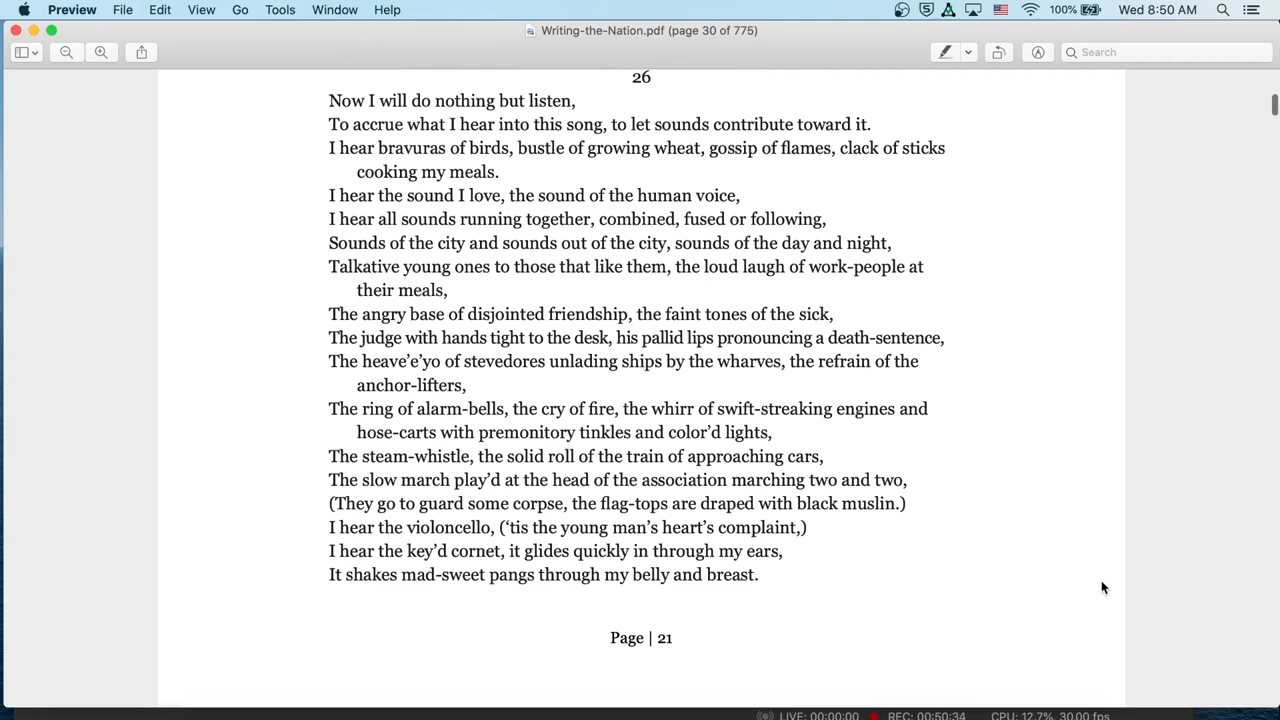 Preview File Edit View Go Tools Window Help 100% Wed 8:50 AM
Writing-the-Nation.pdf (page 30 of 775)
Search
26
Now I will do nothing but listen,
To accrue what I hear into this song, to let sounds contribute toward it.
I hear bravuras of birds, bustle of growing wheat, gossip of flames, clack of sticks
cooking my meals.
I hear the sound I love, the sound of the human voice,
I hear all sounds running together, combined, fused or following,
Sounds of the city and sounds out of the city, sounds of the day and night,
Talkative young ones to those that like them, the loud laugh of work-people at
their meals,
The angry base of disjointed friendship, the faint tones of the sick,
The judge with hands tight to the desk, his pallid lips pronouncing a death-sentence,
The heave’e’yo of stevedores unlading ships by the wharves, the refrain of the
anchor-lifters,
The ring of alarm-bells, the cry of fire, the whirr of swift-streaking engines and
hose-carts with premonitory tinkles and color’d lights,
The steam-whistle, the solid roll of the train of approaching cars,
The slow march play’d at the head of the association marching two and two,
(They go to guard some corpse, the flag-tops are draped with black muslin.)
I hear the violoncello, (‘tis the young man’s heart’s complaint,)
I hear the key’d cornet, it glides quickly in through my ears,
It shakes mad-sweet pangs through my belly and breast.
Page | 21
LIVE: 00:00:00 REC: 00:50:34 CPU: 12.7%, 30.00 fps